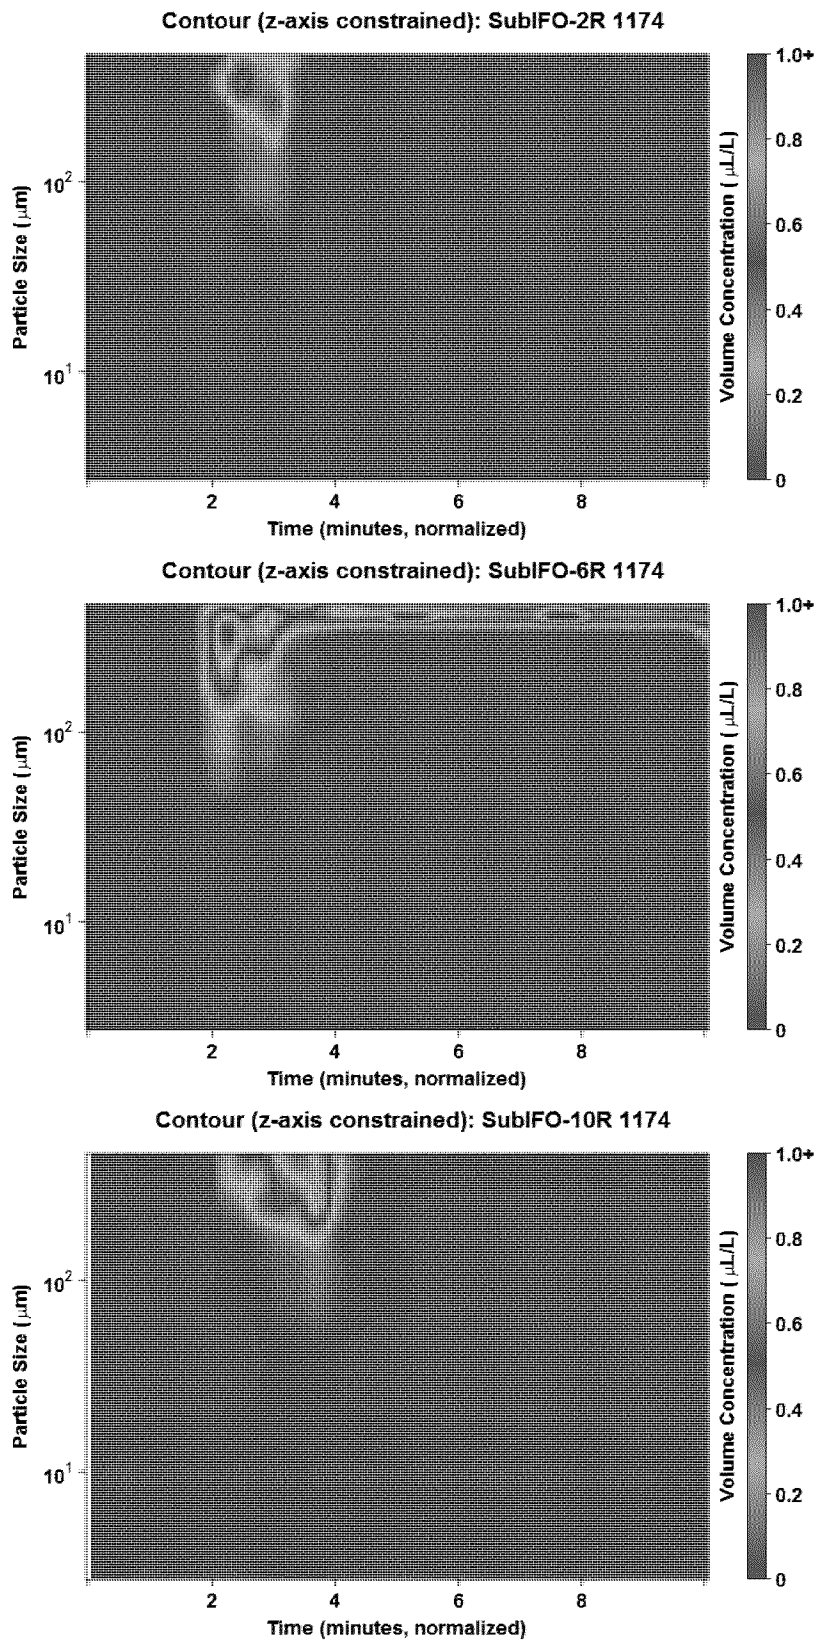 Contour (z-axis constrained): SubIFO-2R 1174
1.0+
0.8
0.6
0.4
0.2
0
Volume Concentration ( μL/L)
Particle Size (μm)
10²
10¹
2 4 6 8
Time (minutes, normalized)
Contour (z-axis constrained): SubIFO-6R 1174
1.0+
0.8
0.6
0.4
0.2
0
Volume Concentration ( μL/L)
Particle Size (μm)
10²
10¹
2 4 6 8
Time (minutes, normalized)
Contour (z-axis constrained): SubIFO-10R 1174
1.0+
0.8
0.6
0.4
0.2
0
Volume Concentration ( μL/L)
Particle Size (μm)
10²
10¹
2 4 6 8
Time (minutes, normalized)